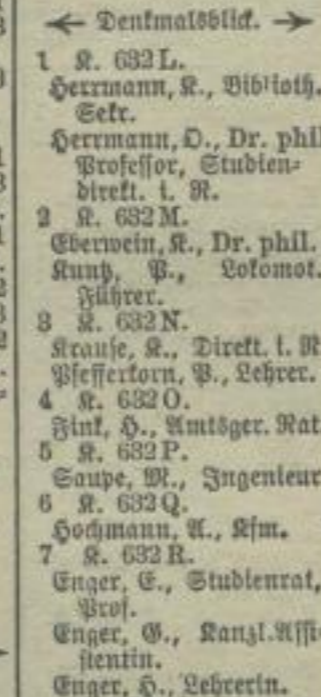 ← Denkmalsblick. →
1 K. 632 L.
Herrmann, K., Biblioth.
Sekr.
Herrmann, O., Dr. phil
Professor, Studien-
direkt. i. R.
2 K. 632 M.
Eberwein, K., Dr. phil.
Kuntz, P., Lokomot.
Führer.
3 K. 632 N.
Krause, K., Direkt. i. R
Pfefferkorn, P., Lehrer.
4 K. 632 O.
Fink, H., Amtsger. Rat
5 K. 632 P.
Saupe, M., Ingenieur
6 K. 632 Q.
Hochmann, A., Kfm.
7 K. 632 R.
Enger, E., Studienrat,
Prof.
Enger, G., Kanzl. Assi-
stentin.
Enger, H., Lehrerin.